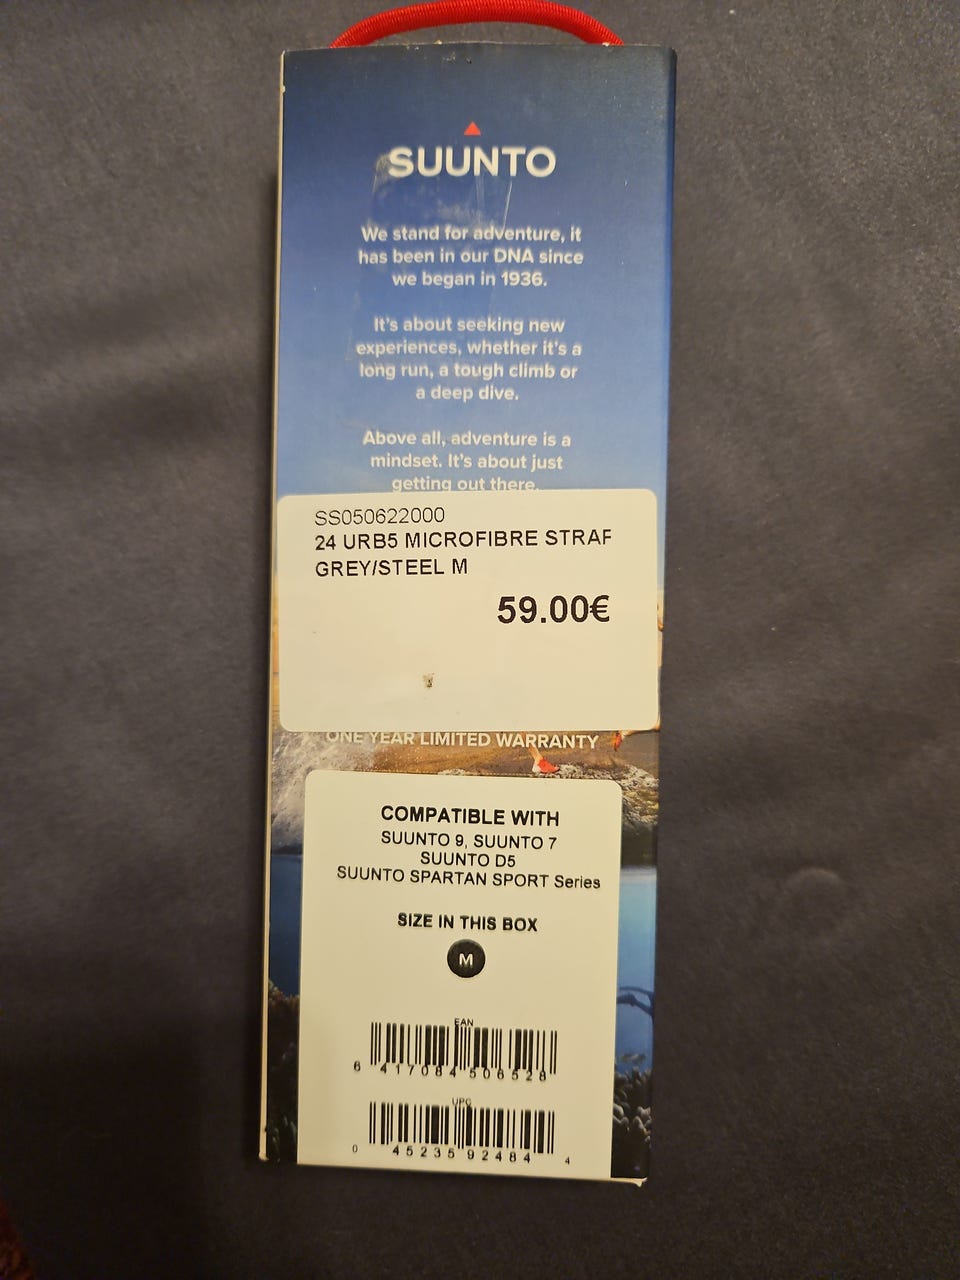 SUUNTO
We stand for adventure, it
has been in our DNA since
we began in 1936.
It's about seeking new
experiences, whether it's a
long run, a tough climb or
a deep dive.
Above all, adventure is a
mindset. It's about just
getting out there.
SS050622000
24 URB5 MICROFIBRE STRAP
GREY/STEEL M
59.00€
ONE YEAR LIMITED WARRANTY
COMPATIBLE WITH
SUUNTO 9, SUUNTO 7
SUUNTO D5
SUUNTO SPARTAN SPORT Series
SIZE IN THIS BOX
M
EAN
6 417084 506528
UPC
0 45235 92484 4